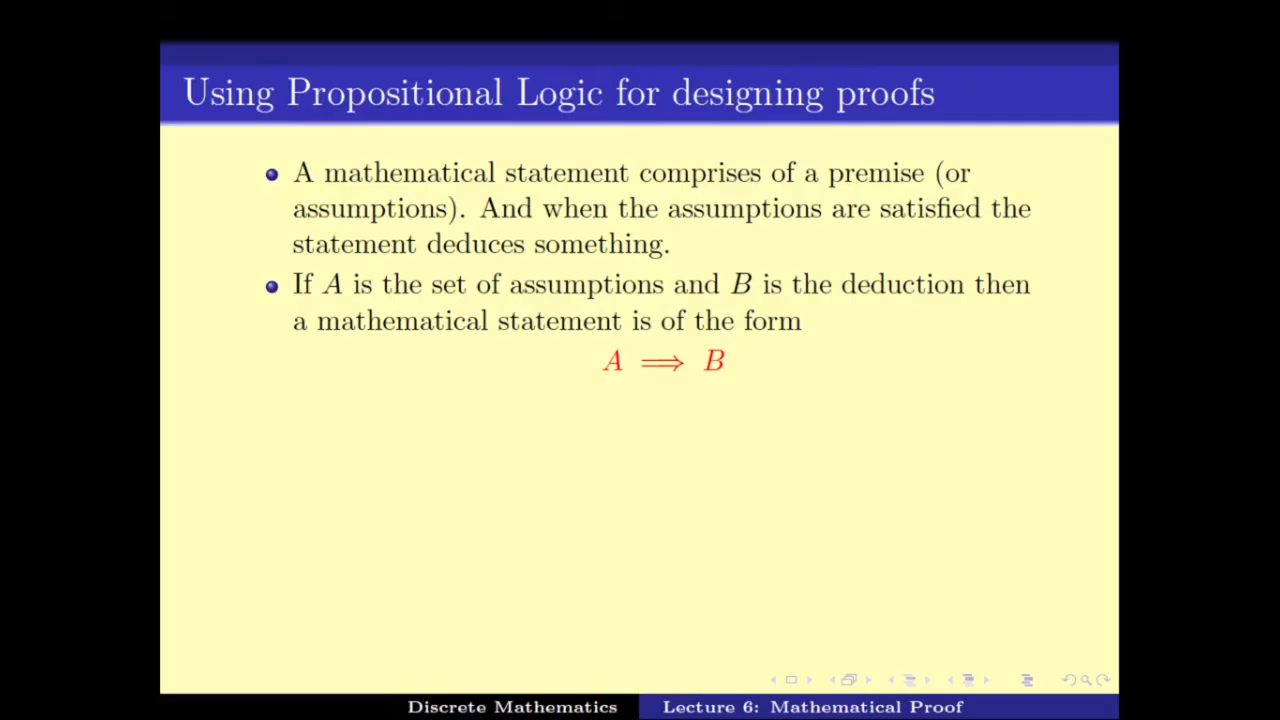 Using Propositional Logic for designing proofs
A mathematical statement comprises of a premise (or
assumptions). And when the assumptions are satisfied the
statement deduces something.
If A is the set of assumptions and B is the deduction then
a mathematical statement is of the form
A ⟹ B
Discrete Mathematics
Lecture 6: Mathematical Proof